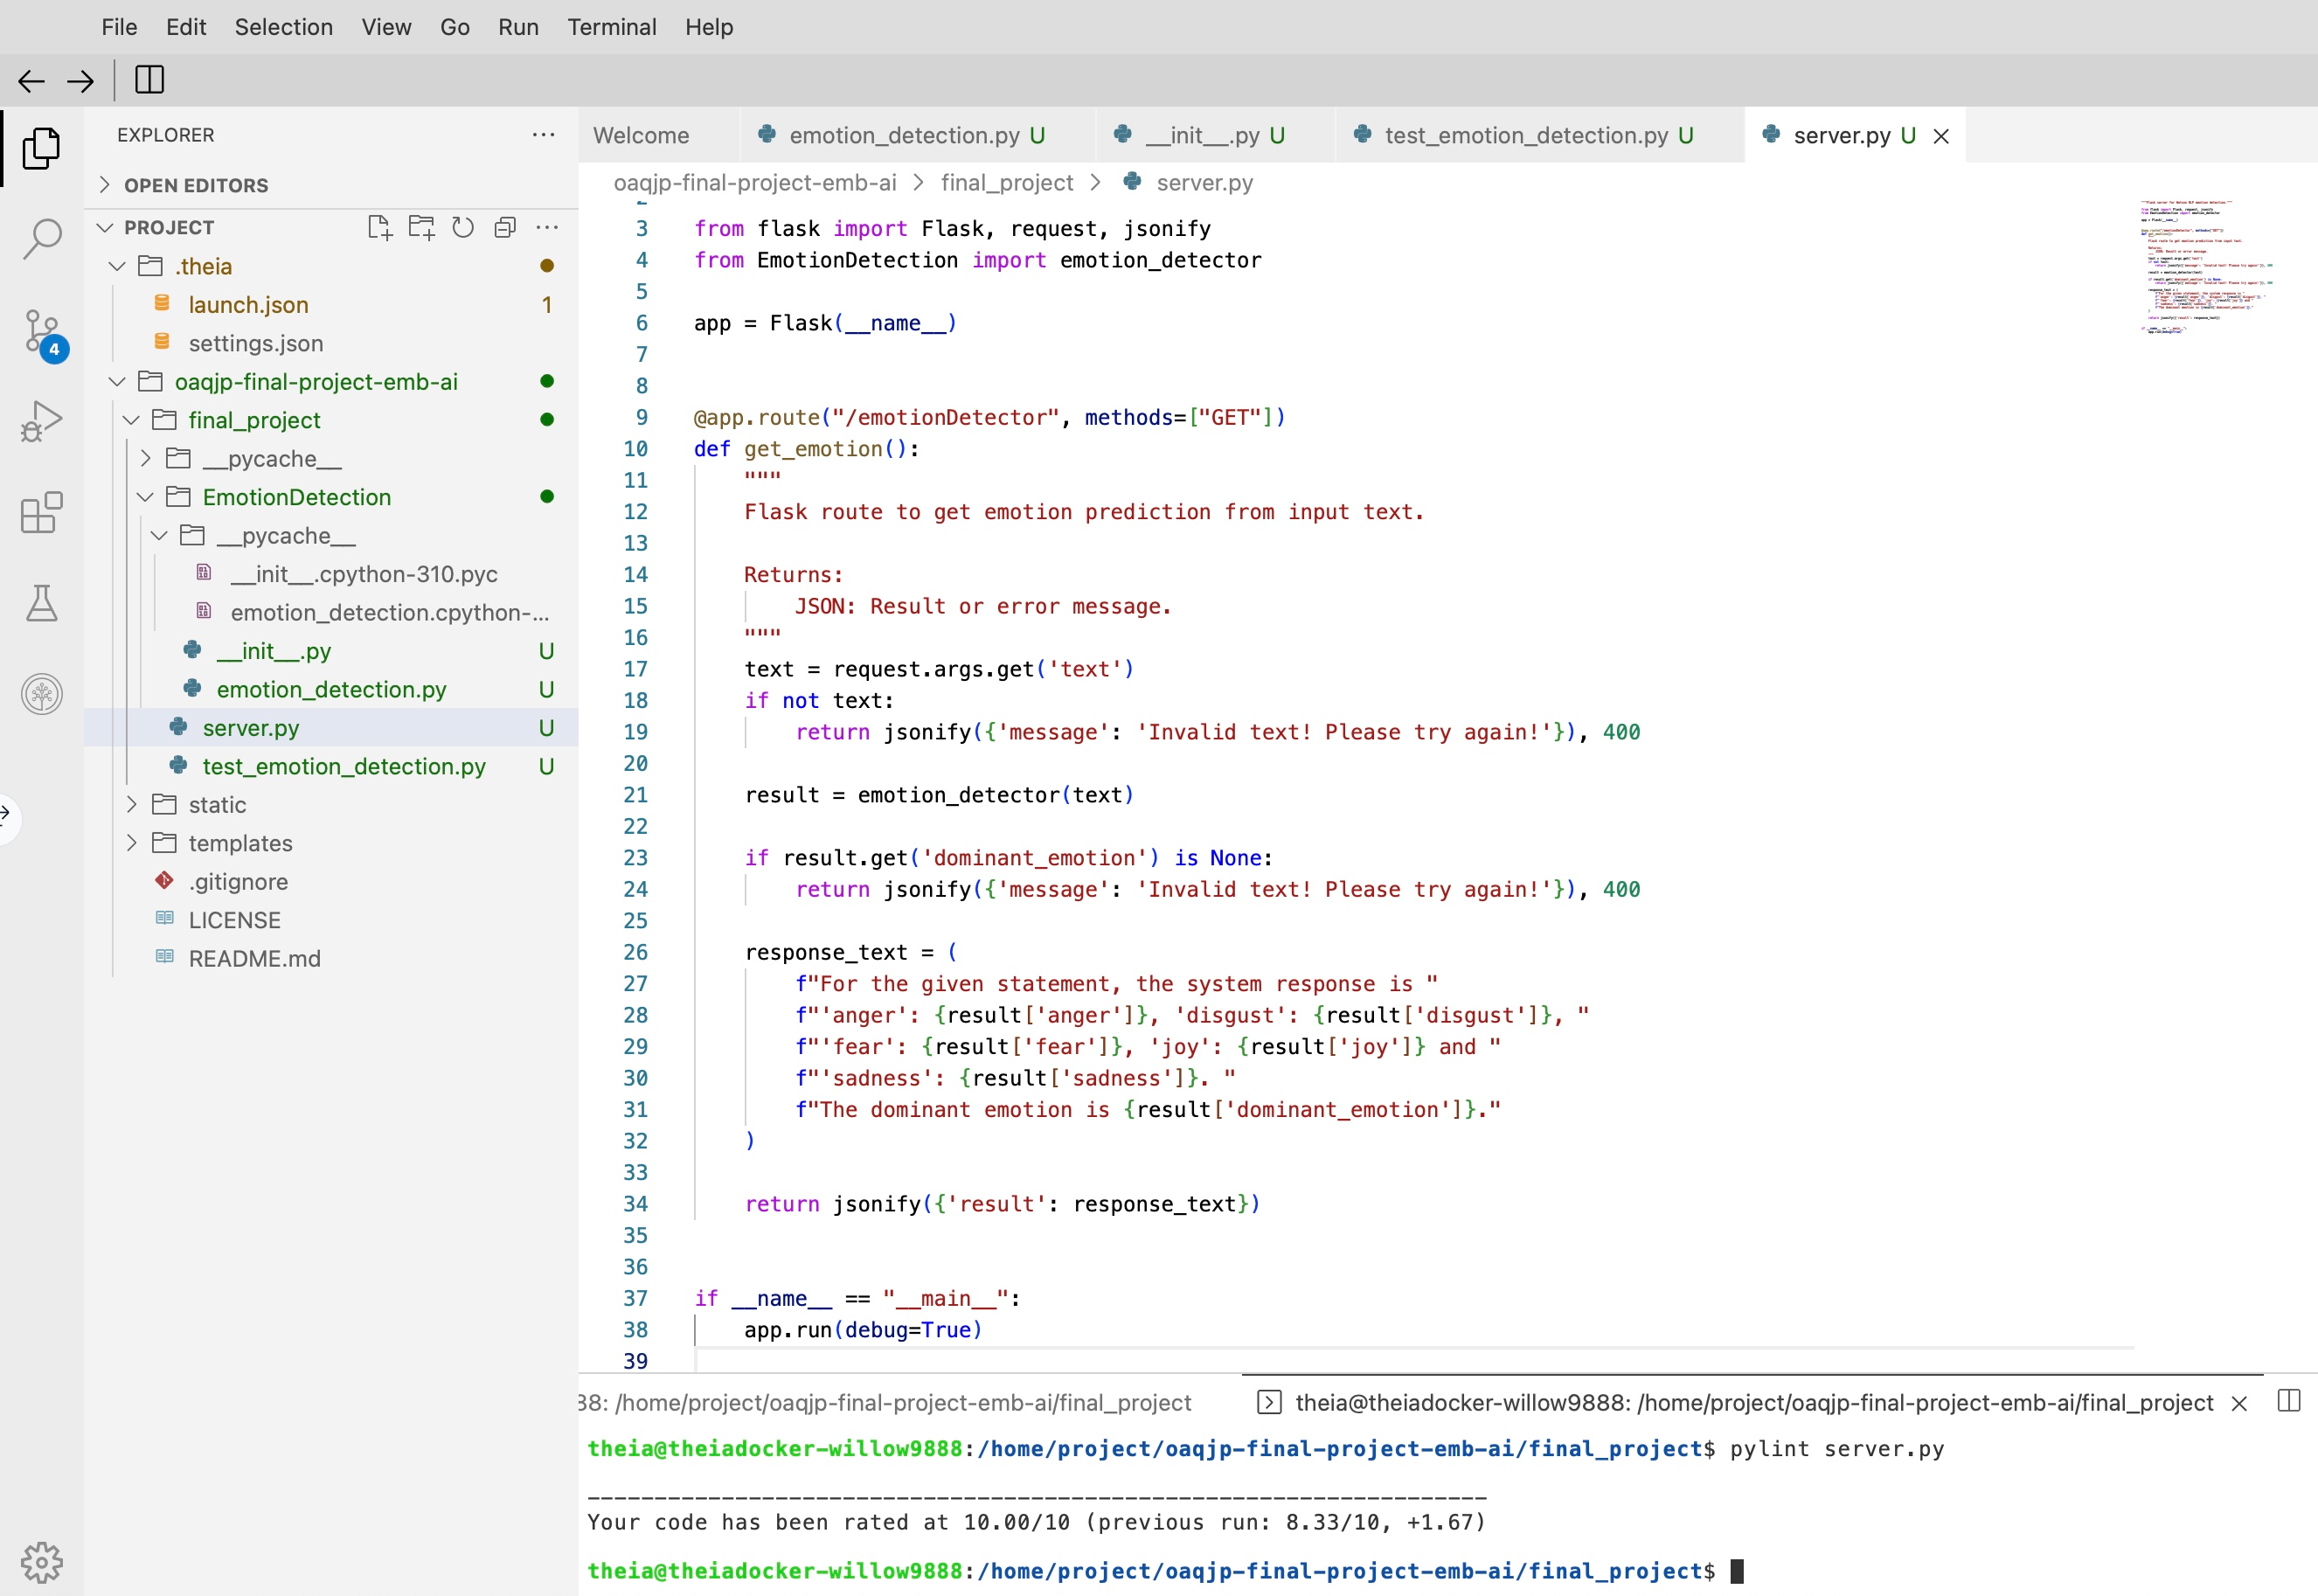 File Edit Selection View Go Run Terminal Help
EXPLORER
OPEN EDITORS
PROJECT
.theia
launch.json 1
settings.json
oaqjp-final-project-emb-ai
final_project
__pycache__
EmotionDetection
__pycache__
__init__.cpython-310.pyc
emotion_detection.cpython-...
__init__.py U
emotion_detection.py U
server.py U
test_emotion_detection.py U
static
templates
.gitignore
LICENSE
README.md
4
Welcome emotion_detection.py U __init__.py U test_emotion_detection.py U server.py U
oaqjp-final-project-emb-ai > final_project > server.py
3 from flask import Flask, request, jsonify
4 from EmotionDetection import emotion_detector
5
6 app = Flask(__name__)
7
8
9 @app.route("/emotionDetector", methods=["GET"])
10 def get_emotion():
11 """
12 Flask route to get emotion prediction from input text.
13
14 Returns:
15 JSON: Result or error message.
16 """
17 text = request.args.get('text')
18 if not text:
19 return jsonify({'message': 'Invalid text! Please try again!'}), 400
20
21 result = emotion_detector(text)
22
23 if result.get('dominant_emotion') is None:
24 return jsonify({'message': 'Invalid text! Please try again!'}), 400
25
26 response_text = (
27 f"For the given statement, the system response is "
28 f"'anger': {result['anger']}, 'disgust': {result['disgust']}, "
29 f"'fear': {result['fear']}, 'joy': {result['joy']} and "
30 f"'sadness': {result['sadness']}. "
31 f"The dominant emotion is {result['dominant_emotion']}."
32 )
33
34 return jsonify({'result': response_text})
35
36
37 if __name__ == "__main__":
38 app.run(debug=True)
39
88: /home/project/oaqjp-final-project-emb-ai/final_project theia@theiadocker-willow9888: /home/project/oaqjp-final-project-emb-ai/final_project
theia@theiadocker-willow9888:/home/project/oaqjp-final-project-emb-ai/final_project$ pylint server.py
--------------------------------------------------------------------
Your code has been rated at 10.00/10 (previous run: 8.33/10, +1.67)
theia@theiadocker-willow9888:/home/project/oaqjp-final-project-emb-ai/final_project$